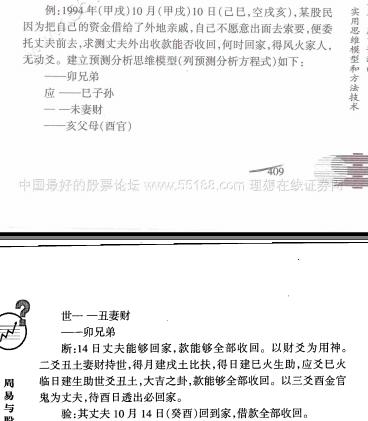 例:1994年(甲戌)10月(甲戌)10日(己巳,空戌亥),某股民
因为把自己的资金借给了外地亲戚,自己不愿意出面去索要,便委
托丈夫前去,求测丈夫外出收款能否收回,何时回家,得风火家人,
无动爻。建立预测分析思维模型(列预测分析方程式)如下:
——卯兄弟
应 ——巳子孙
— —未妻财
——亥父母(酉官)
实用思维模型和方法技术
409
中国最好的股票论坛 www.55188.com 理想在线证券网
世— —丑妻财
——卯兄弟
断:14日丈夫能够回家,款能够全部收回。以财爻为用神。
二爻丑土妻财持世,得月建戌土比扶,得日建巳火生助,应爻巳火
临日建生助世爻丑土,大吉之卦,款能够全部收回。以三爻酉金官
鬼为丈夫,待酉日透出必回家。
验:其丈夫10月14日(癸酉)回到家,借款全部收回。
周易与股